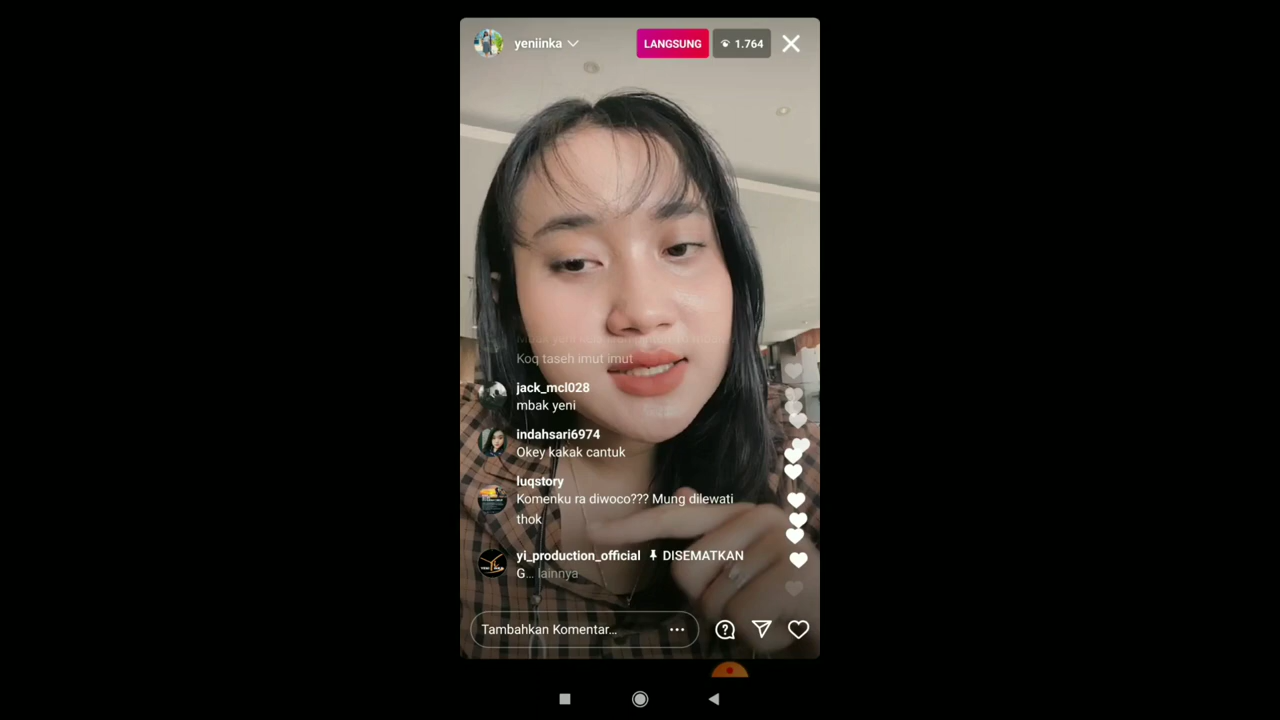 yeniinka
LANGSUNG
1.764
Koq taseh imut imut
jack_mcl028
mbak yeni
indahsari6974
Okey kakak cantuk
luqstory
Komenku ra diwoco??? Mung dilewati
thok
yi_production_official DISEMATKAN
G... lainnya
Tambahkan Komentar...